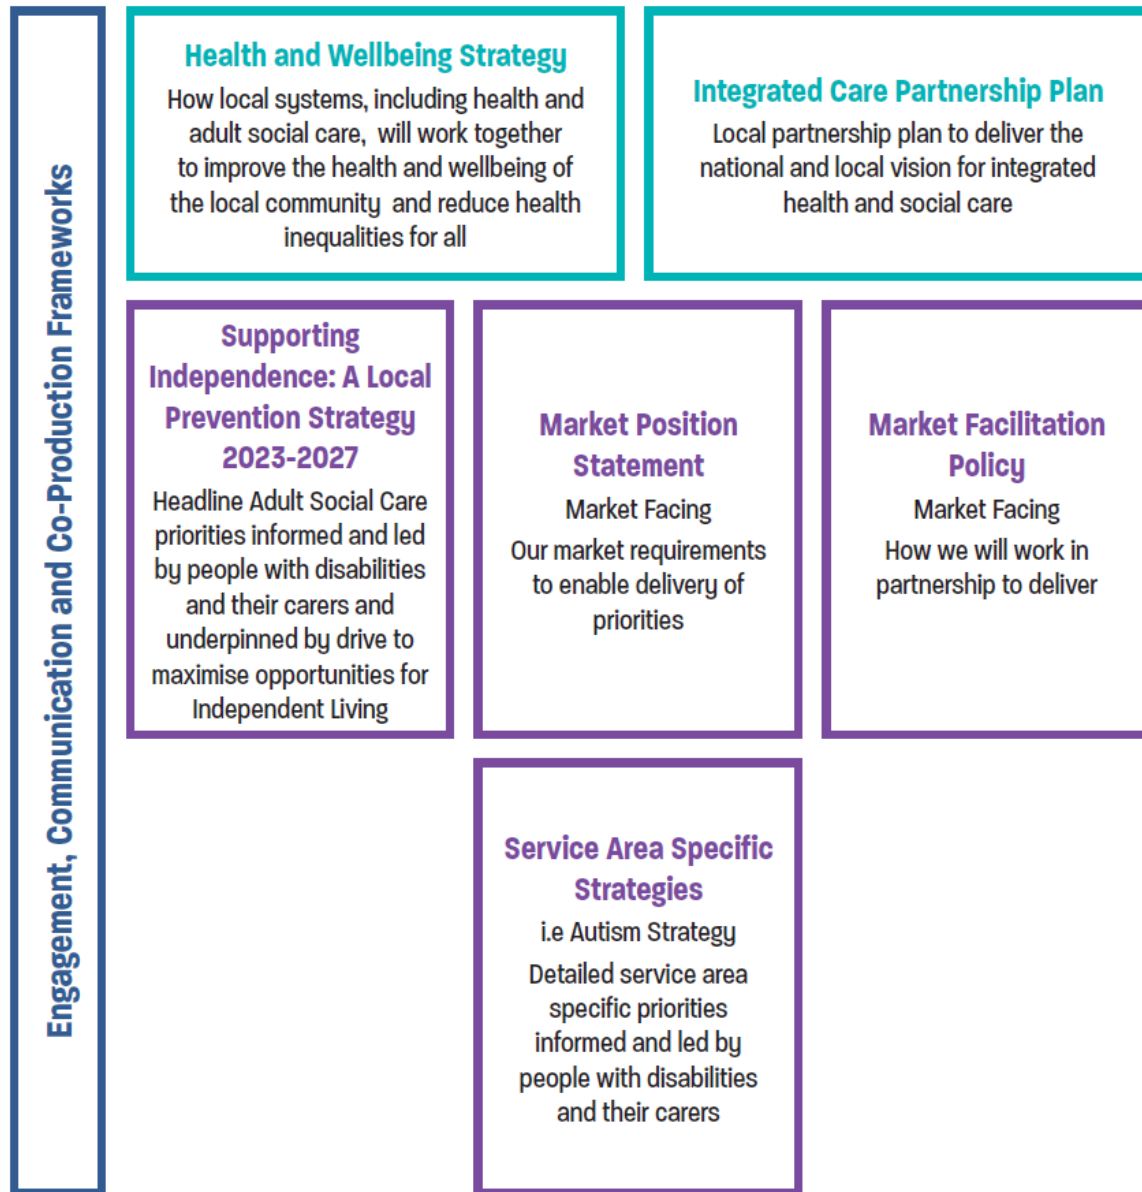 Engagement, Communication and Co-Production Frameworks
Health and Wellbeing Strategy
How local systems, including health and
adult social care, will work together
to improve the health and wellbeing of
the local community and reduce health
inequalities for all
Integrated Care Partnership Plan
Local partnership plan to deliver the
national and local vision for integrated
health and social care
Supporting
Independence: A Local
Prevention Strategy
2023-2027
Headline Adult Social Care
priorities informed and led
by people with disabilities
and their carers and
underpinned by drive to
maximise opportunities for
Independent Living
Market Position
Statement
Market Facing
Our market requirements
to enable delivery of
priorities
Market Facilitation
Policy
Market Facing
How we will work in
partnership to deliver
Service Area Specific
Strategies
i.e Autism Strategy
Detailed service area
specific priorities
informed and led by
people with disabilities
and their carers